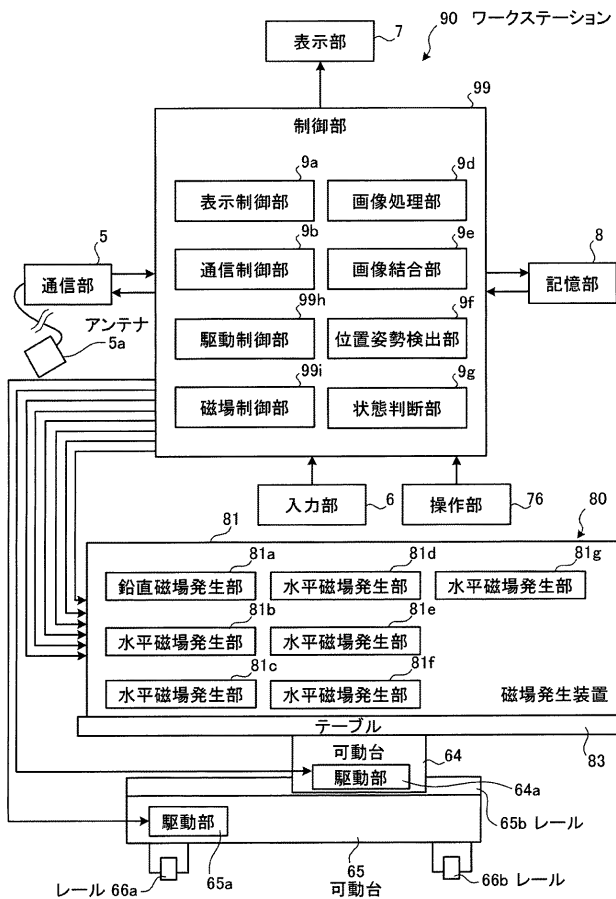 90 ワークステーション
表示部
7
99
制御部
9a
9d
表示制御部
画像処理部
9b
9e
通信制御部
画像結合部
5
通信部
8
記憶部
アンテナ
5a
99h
9f
駆動制御部
位置姿勢検出部
99i
9g
磁場制御部
状態判断部
入力部
6
操作部
76
81
80
81a
81d
81g
鉛直磁場発生部
水平磁場発生部
水平磁場発生部
81b
81e
水平磁場発生部
水平磁場発生部
81c
81f
水平磁場発生部
水平磁場発生部
磁場発生装置
テーブル
83
可動台
64
駆動部
64a
65b レール
駆動部
65a
65
可動台
レール 66a
66b レール